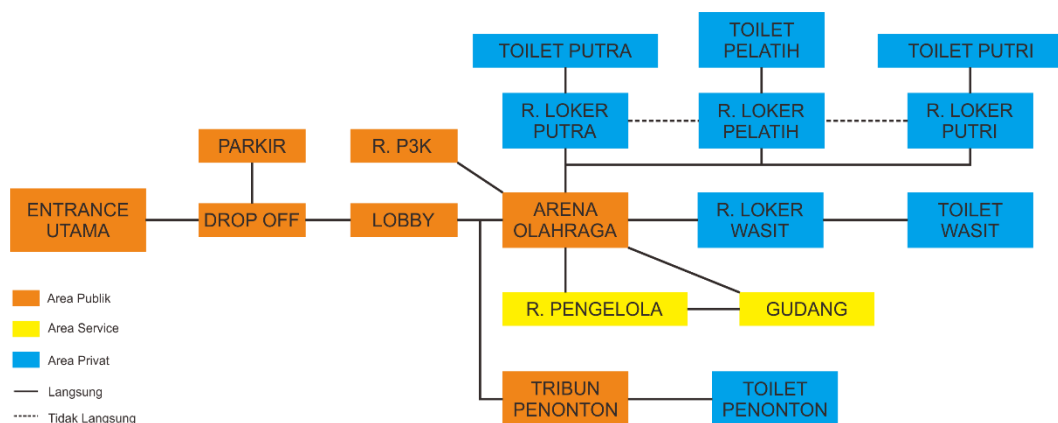 TOILET PUTRA
TOILET
PELATIH
TOILET PUTRI
R. LOKER
PUTRA
R. LOKER
PELATIH
R. LOKER
PUTRI
PARKIR
R. P3K
ENTRANCE
UTAMA
DROP OFF
LOBBY
ARENA
OLAHRAGA
R. LOKER
WASIT
TOILET
WASIT
R. PENGELOLA
GUDANG
TRIBUN
PENONTON
TOILET
PENONTON
Area Publik
Area Service
Area Privat
Langsung
Tidak Langsung